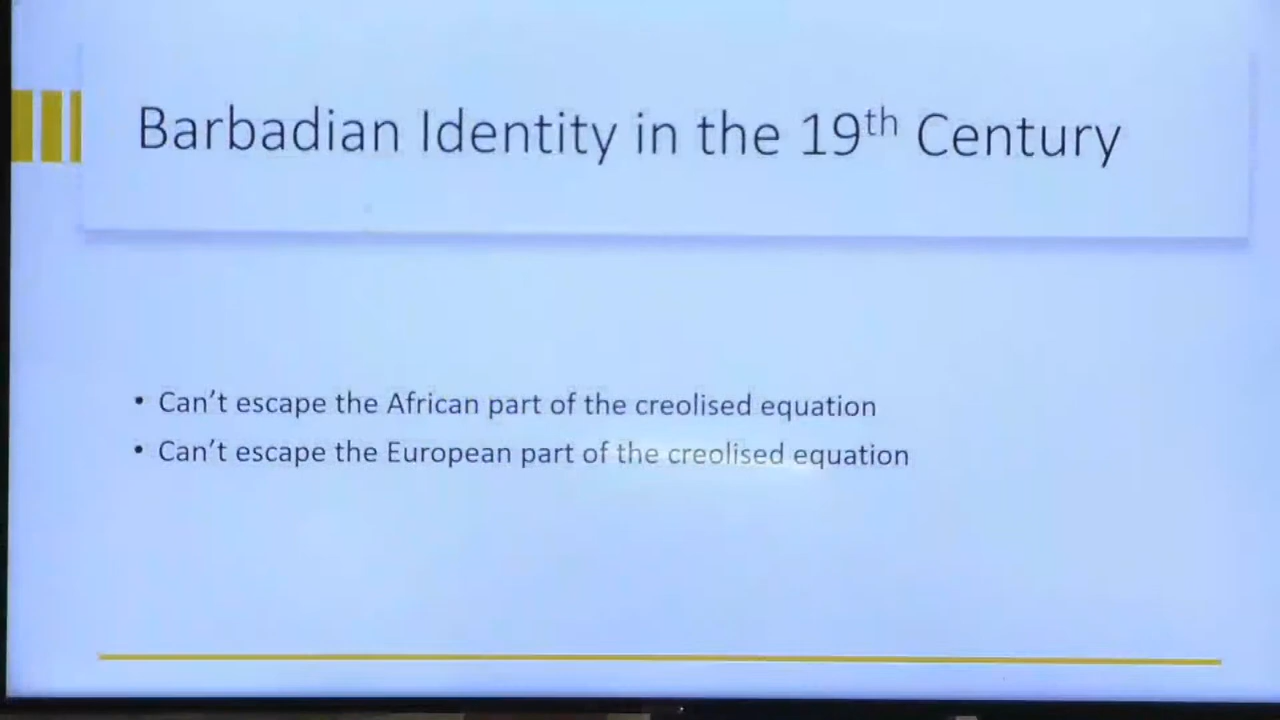 Barbadian Identity in the 19th Century
• Can't escape the African part of the creolised equation
• Can't escape the European part of the creolised equation